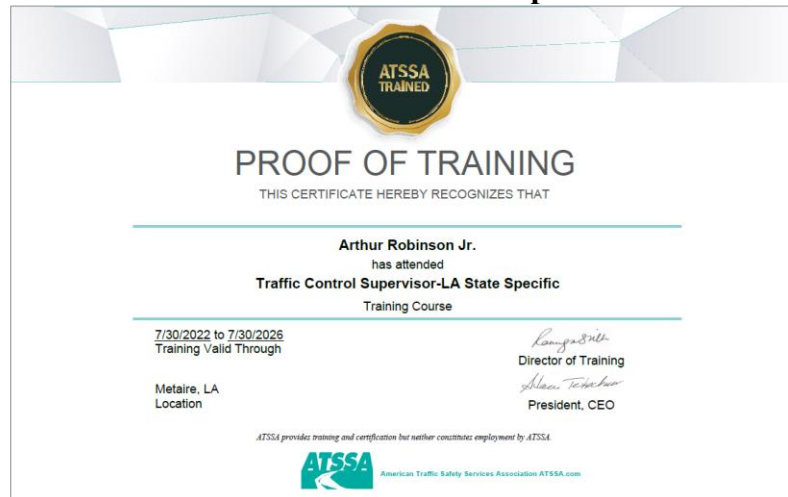 ATSSA
TRAINED
PROOF OF TRAINING
THIS CERTIFICATE HEREBY RECOGNIZES THAT
Arthur Robinson Jr.
has attended
Traffic Control Supervisor-LA State Specific
Training Course
7/30/2022 to 7/30/2026
Training Valid Through
Director of Training
Metaire, LA
Location
President, CEO
ATSSA provides training and certification but neither constitutes employment by ATSSA.
ATSSA
American Traffic Safety Services Association ATSSA.com